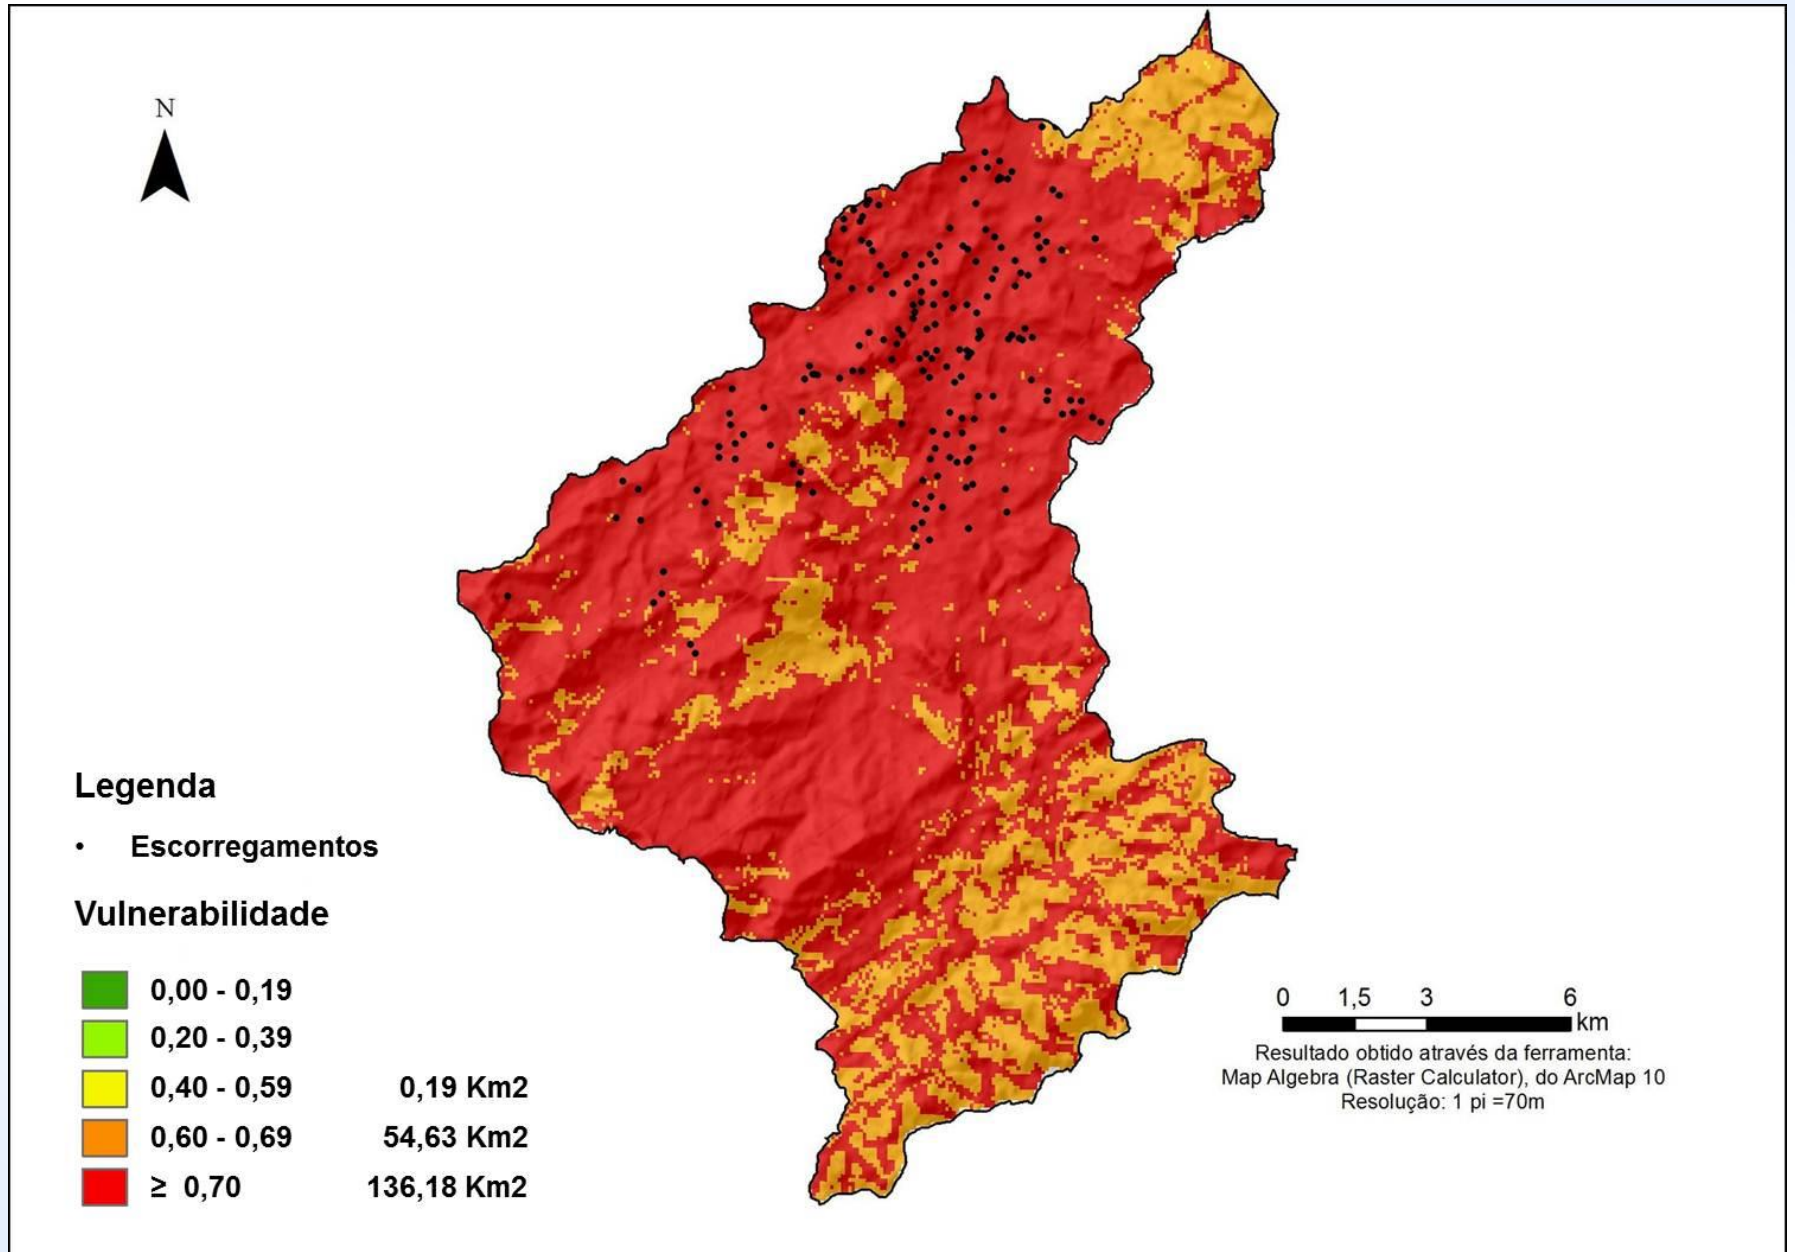 N
Legenda
• Escorregamentos
Vulnerabilidade
0,00 - 0,19
0,20 - 0,39
0,40 - 0,59 0,19 Km2
0,60 - 0,69 54,63 Km2
≥ 0,70 136,18 Km2
0 1,5 3 6
km
Resultado obtido através da ferramenta:
Map Algebra (Raster Calculator), do ArcMap 10
Resolução: 1 pi =70m